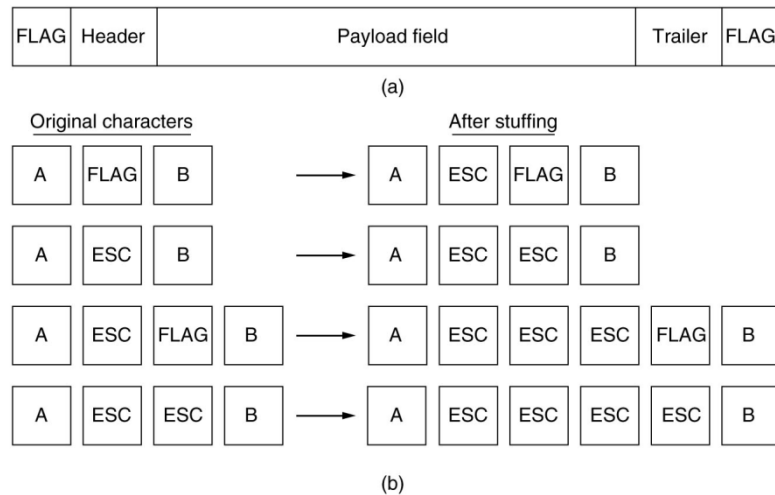 FLAG Header Payload field Trailer FLAG
(a)
Original characters After stuffing
A FLAG B A ESC FLAG B
A ESC B A ESC ESC B
A ESC FLAG B A ESC ESC ESC FLAG B
A ESC ESC B A ESC ESC ESC ESC B
(b)